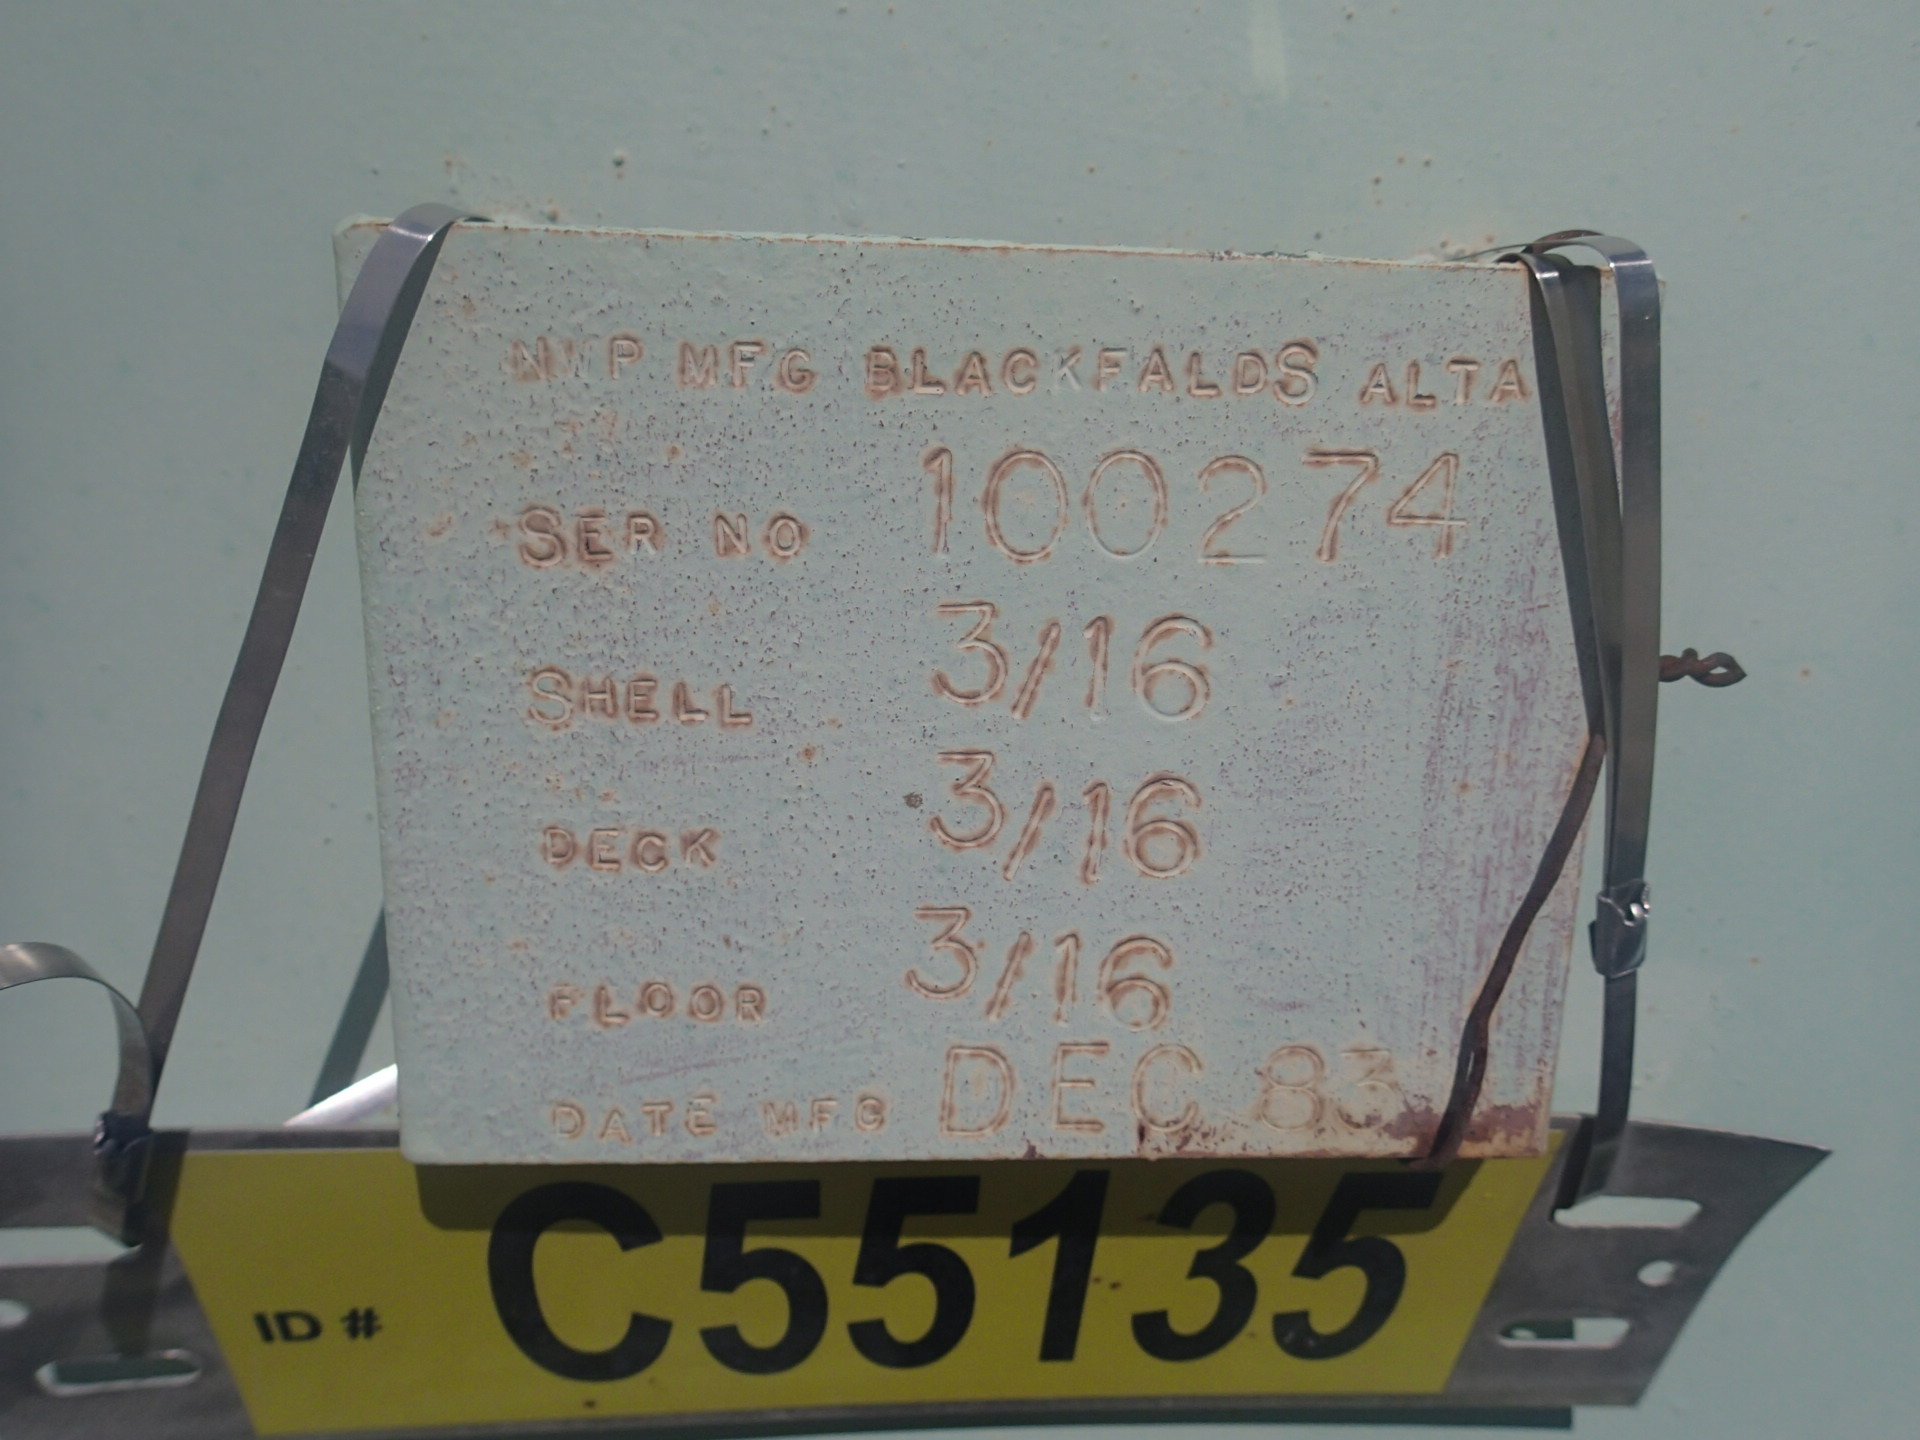 NWP MFG BLACKFALDS ALTA
SER NO 100274
SHELL 3/16
DECK 3/16
FLOOR 3/16
DATE MFG DEC 83
ID # C55135